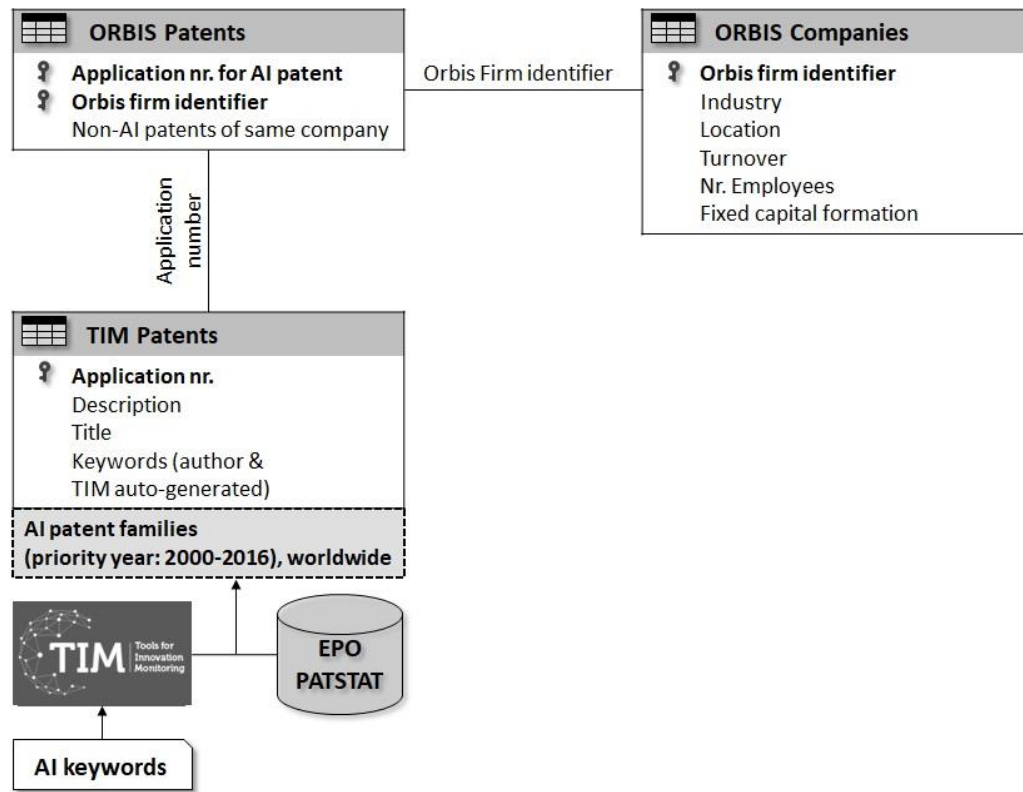 ORBIS Patents
Application nr. for AI patent
Orbis firm identifier
Non-AI patents of same company
Orbis Firm identifier
ORBIS Companies
Orbis firm identifier
Industry
Location
Turnover
Nr. Employees
Fixed capital formation
Application
number
TIM Patents
Application nr.
Description
Title
Keywords (author &
TIM auto-generated)
AI patent families
(priority year: 2000-2016), worldwide
TIM
Tools for
Innovation
Monitoring
EPO
PATSTAT
AI keywords